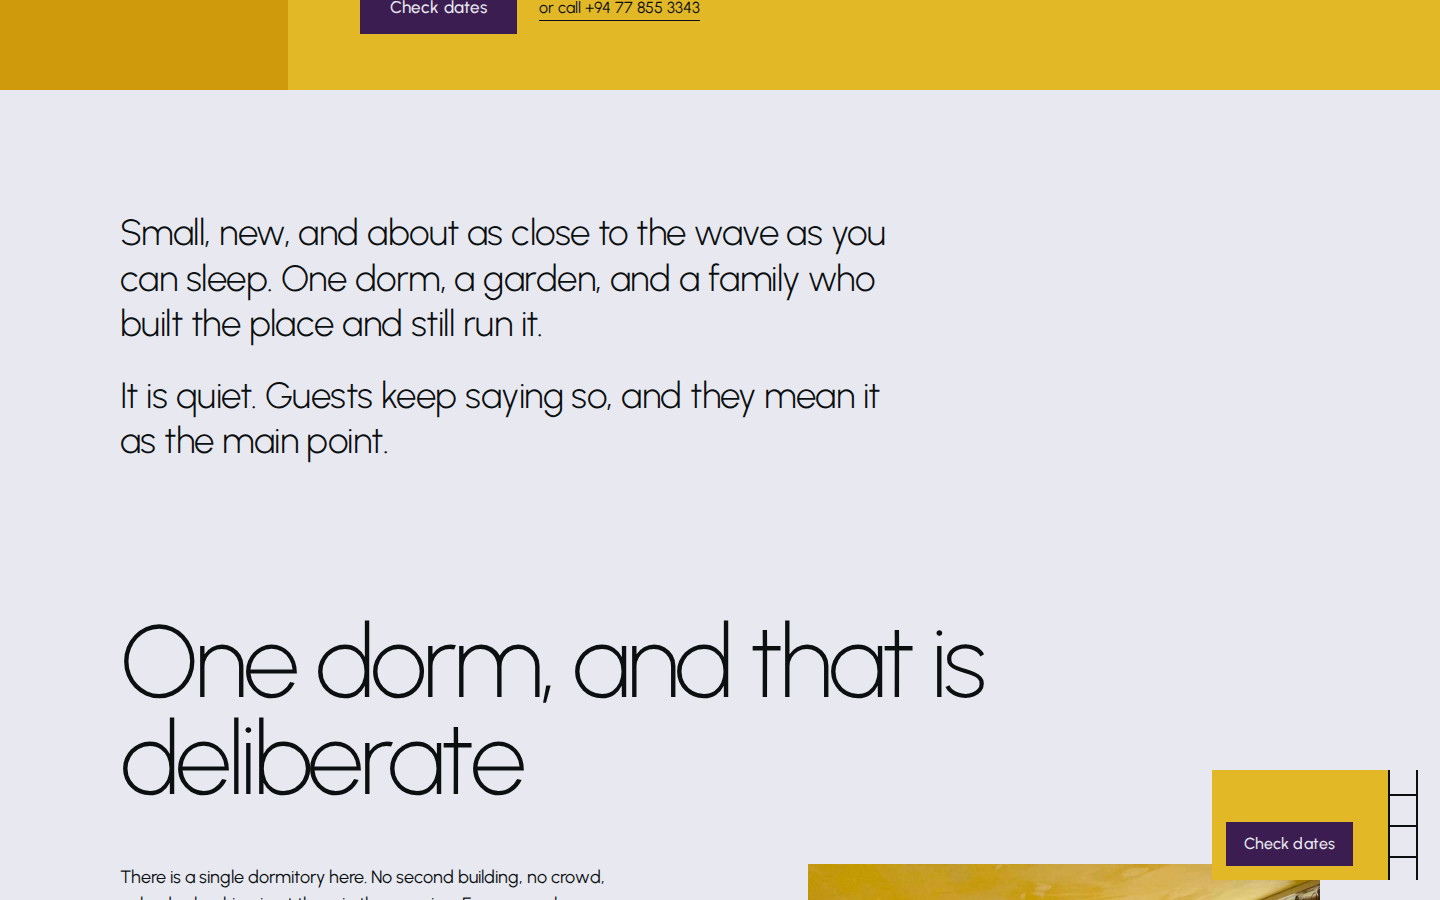 Check dates
or call +94 77 855 3343
Small, new, and about as close to the wave as you
can sleep. One dorm, a garden, and a family who
built the place and still run it.
It is quiet. Guests keep saying so, and they mean it
as the main point.
One dorm, and that is
deliberate
Check dates
There is a single dormitory here. No second building, no crowd,